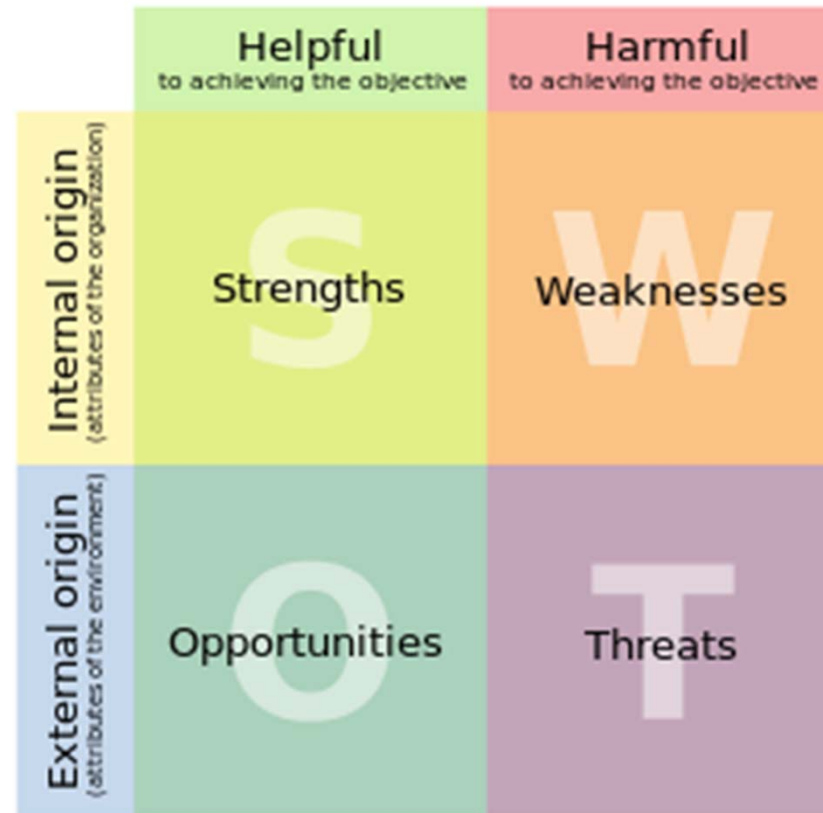 Helpful
to achieving the objective
Harmful
to achieving the objective
Internal origin
(attributes of the organization)
S
Strengths
W
Weaknesses
External origin
(attributes of the environment)
O
Opportunities
T
Threats